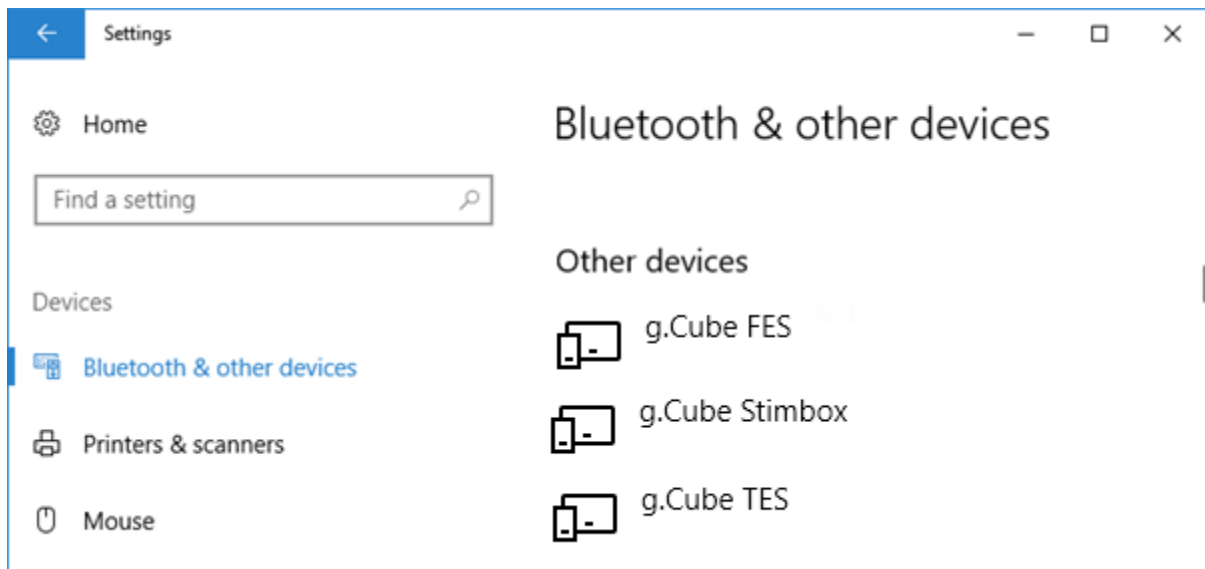 Settings
Home
Find a setting
Devices
Bluetooth & other devices
Printers & scanners
Mouse
Bluetooth & other devices
Other devices
g.Cube FES
g.Cube Stimbox
g.Cube TES